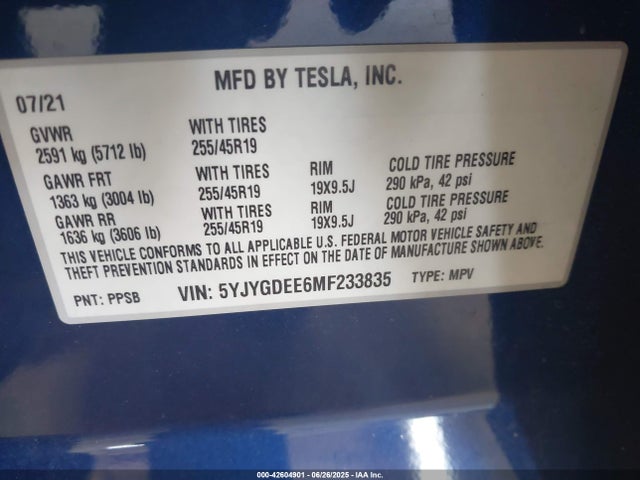 MFD BY TESLA, INC.
07/21
GVWR WITH TIRES
2591 kg (5712 lb) 255/45R19
GAWR FRT WITH TIRES RIM COLD TIRE PRESSURE
1363 kg (3004 lb) 255/45R19 19X9.5J 290 kPa, 42 psi
GAWR RR WITH TIRES RIM COLD TIRE PRESSURE
1636 kg (3606 lb) 255/45R19 19X9.5J 290 kPa, 42 psi
THIS VEHICLE CONFORMS TO ALL APPLICABLE U.S. FEDERAL MOTOR VEHICLE SAFETY AND
THEFT PREVENTION STANDARDS IN EFFECT ON THE DATE OF MANUFACTURE SHOWN ABOVE.
PNT: PPSB VIN: 5YJYGDEE6MF233835 TYPE: MPV
000-42604901 - 06/26/2025 - IAA Inc.